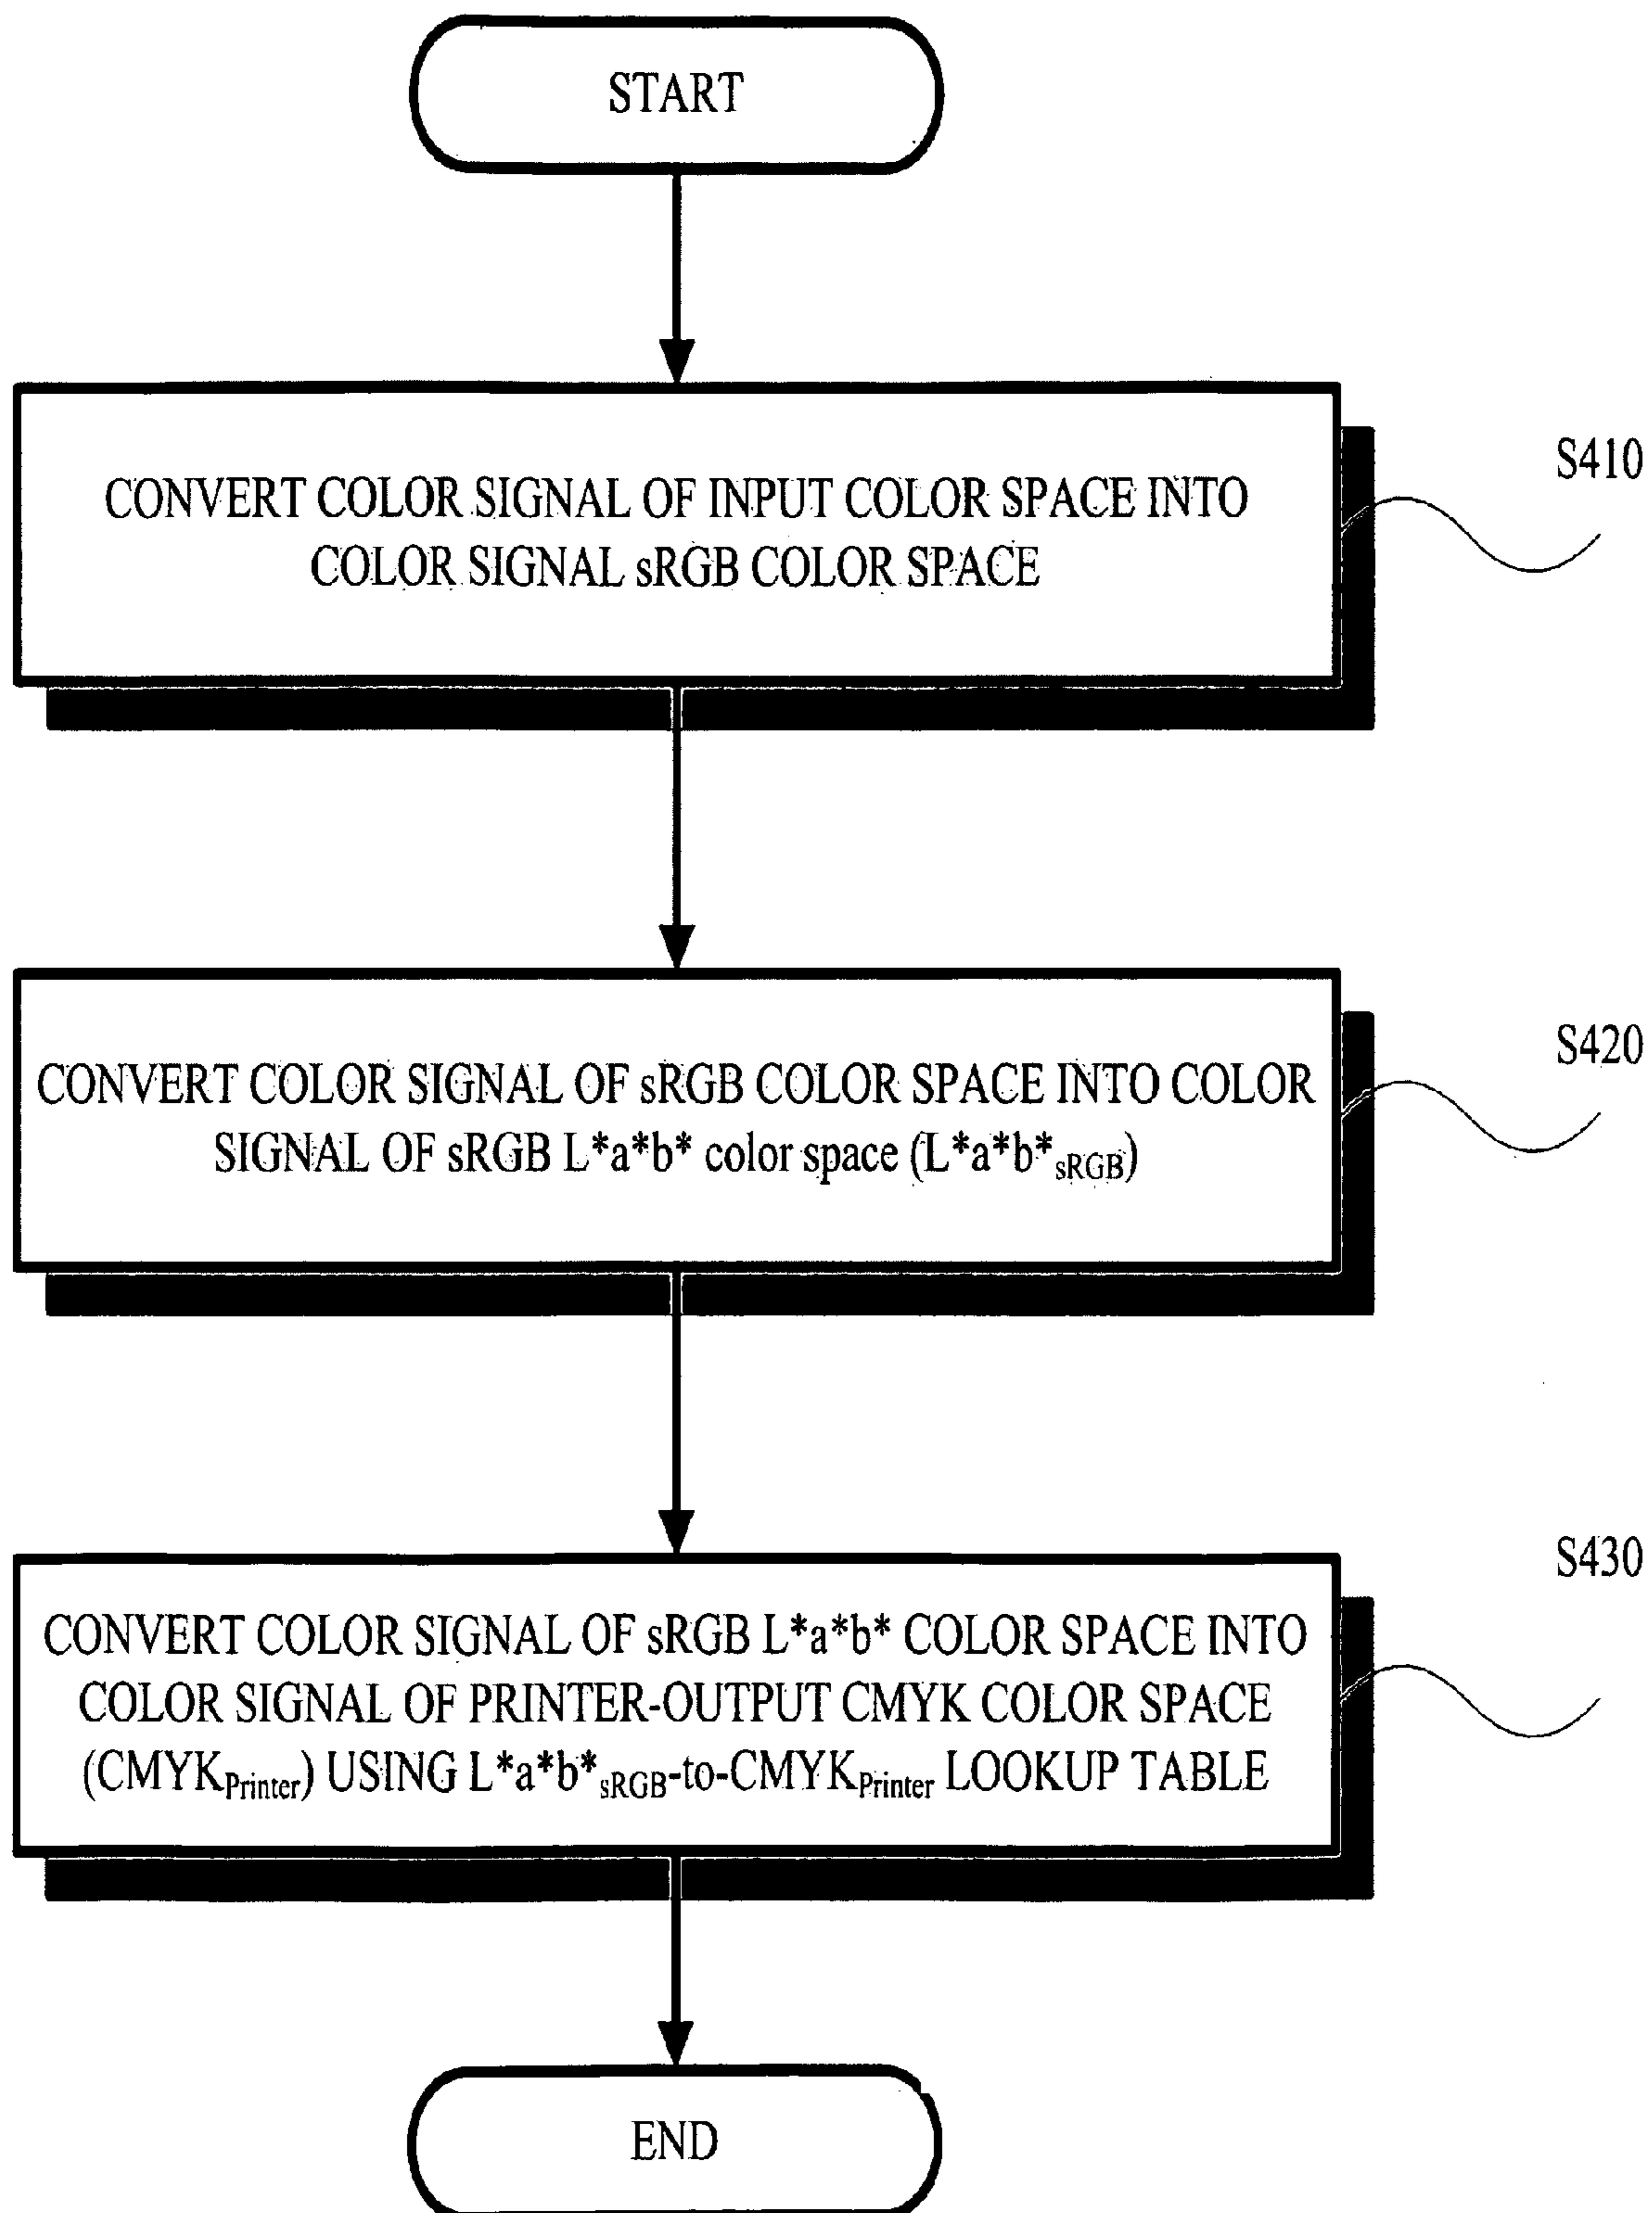 START
S410
CONVERT COLOR SIGNAL OF INPUT COLOR SPACE INTO
COLOR SIGNAL sRGB COLOR SPACE
S420
CONVERT COLOR SIGNAL OF sRGB COLOR SPACE INTO COLOR
SIGNAL OF sRGB L*a*b* color space (L*a*b*sRGB)
S430
CONVERT COLOR SIGNAL OF sRGB L*a*b* COLOR SPACE INTO
COLOR SIGNAL OF PRINTER-OUTPUT CMYK COLOR SPACE
(CMYKPrinter) USING L*a*b*sRGB-to-CMYKPrinter LOOKUP TABLE
END